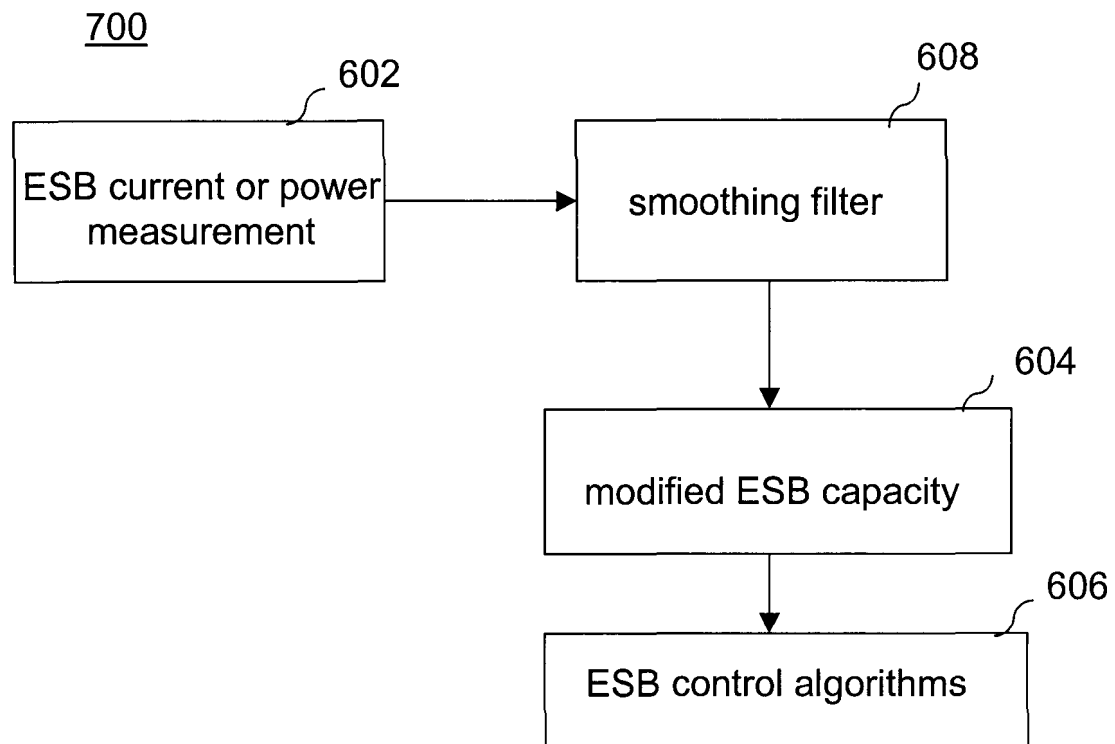 700
602
ESB current or power
measurement
608
smoothing filter
604
modified ESB capacity
606
ESB control algorithms